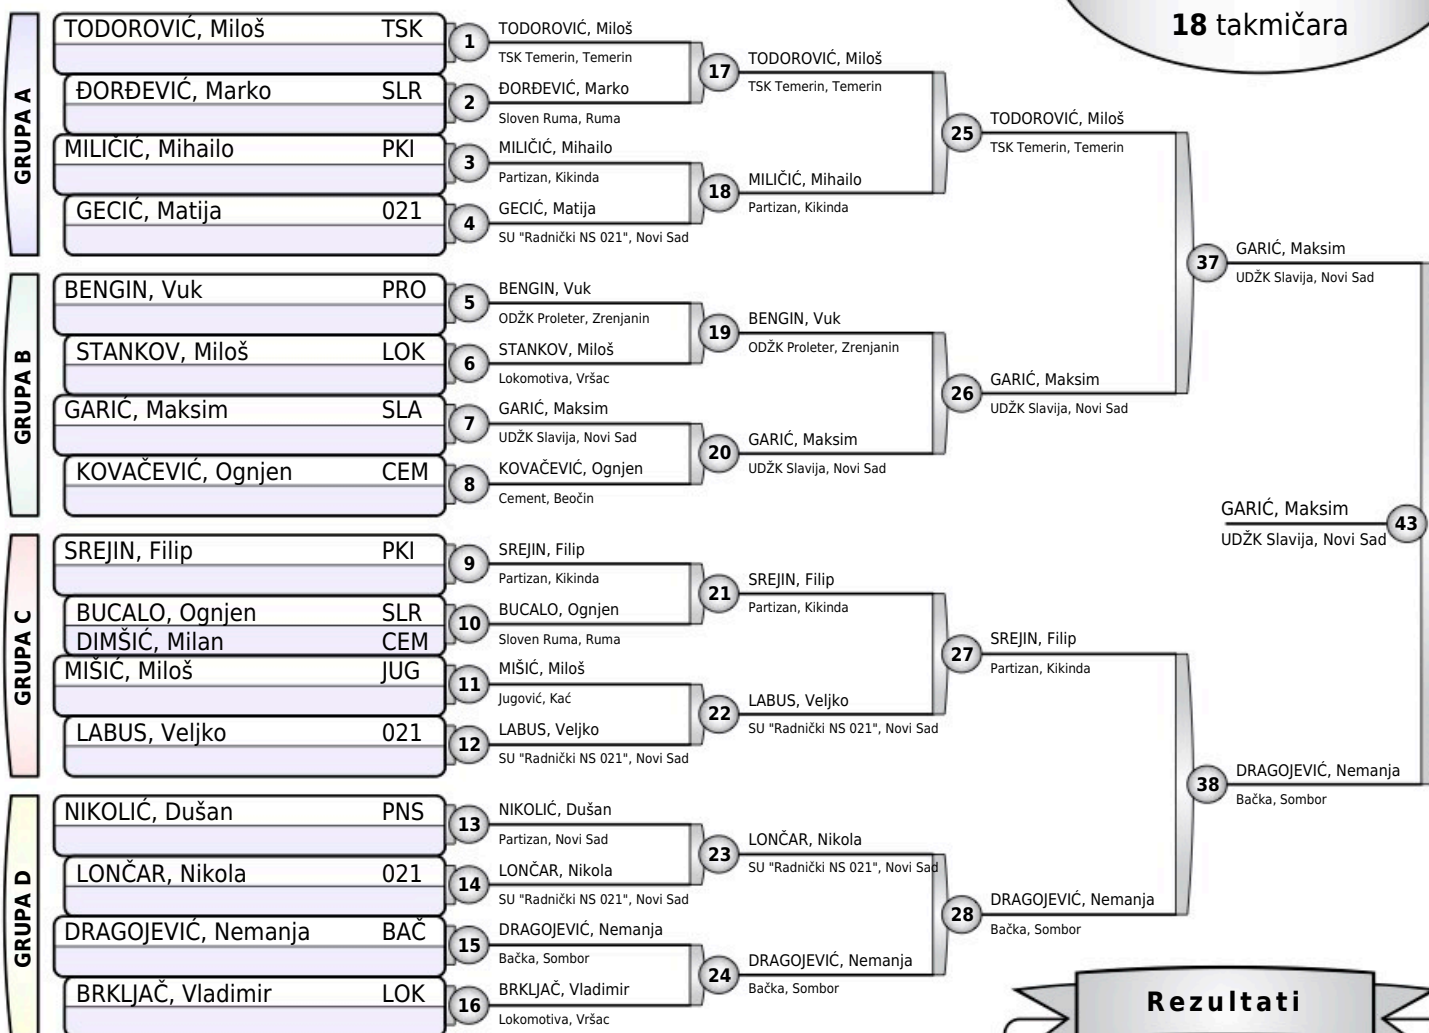 18 takmičara
GRUPA A
TODOROVIĆ, Miloš TSK
ĐORĐEVIĆ, Marko SLR
MILIČIĆ, Mihailo PKI
GECIĆ, Matija 021
GRUPA B
BENGIN, Vuk PRO
STANKOV, Miloš LOK
GARIĆ, Maksim SLA
KOVAČEVIĆ, Ognjen CEM
GRUPA C
SREJIN, Filip PKI
BUCALO, Ognjen SLR
DIMŠIĆ, Milan CEM
MIŠIĆ, Miloš JUG
LABUS, Veljko 021
GRUPA D
NIKOLIĆ, Dušan PNS
LONČAR, Nikola 021
DRAGOJEVIĆ, Nemanja BAČ
BRKLJAČ, Vladimir LOK
1
TODOROVIĆ, Miloš
TSK Temerin, Temerin
2
ĐORĐEVIĆ, Marko
Sloven Ruma, Ruma
3
MILIČIĆ, Mihailo
Partizan, Kikinda
4
GECIĆ, Matija
SU "Radnički NS 021", Novi Sad
5
BENGIN, Vuk
ODŽK Proleter, Zrenjanin
6
STANKOV, Miloš
Lokomotiva, Vršac
7
GARIĆ, Maksim
UDŽK Slavija, Novi Sad
8
KOVAČEVIĆ, Ognjen
Cement, Beočin
9
SREJIN, Filip
Partizan, Kikinda
10
BUCALO, Ognjen
Sloven Ruma, Ruma
11
MIŠIĆ, Miloš
Jugović, Kać
12
LABUS, Veljko
SU "Radnički NS 021", Novi Sad
13
NIKOLIĆ, Dušan
Partizan, Novi Sad
14
LONČAR, Nikola
SU "Radnički NS 021", Novi Sad
15
DRAGOJEVIĆ, Nemanja
Bačka, Sombor
16
BRKLJAČ, Vladimir
Lokomotiva, Vršac
17
TODOROVIĆ, Miloš
TSK Temerin, Temerin
18
MILIČIĆ, Mihailo
Partizan, Kikinda
19
BENGIN, Vuk
ODŽK Proleter, Zrenjanin
20
GARIĆ, Maksim
UDŽK Slavija, Novi Sad
21
SREJIN, Filip
Partizan, Kikinda
22
LABUS, Veljko
SU "Radnički NS 021", Novi Sad
23
LONČAR, Nikola
SU "Radnički NS 021", Novi Sad
24
DRAGOJEVIĆ, Nemanja
Bačka, Sombor
25
TODOROVIĆ, Miloš
TSK Temerin, Temerin
26
GARIĆ, Maksim
UDŽK Slavija, Novi Sad
27
SREJIN, Filip
Partizan, Kikinda
28
DRAGOJEVIĆ, Nemanja
Bačka, Sombor
37
GARIĆ, Maksim
UDŽK Slavija, Novi Sad
38
DRAGOJEVIĆ, Nemanja
Bačka, Sombor
GARIĆ, Maksim
UDŽK Slavija, Novi Sad
43
Rezultati